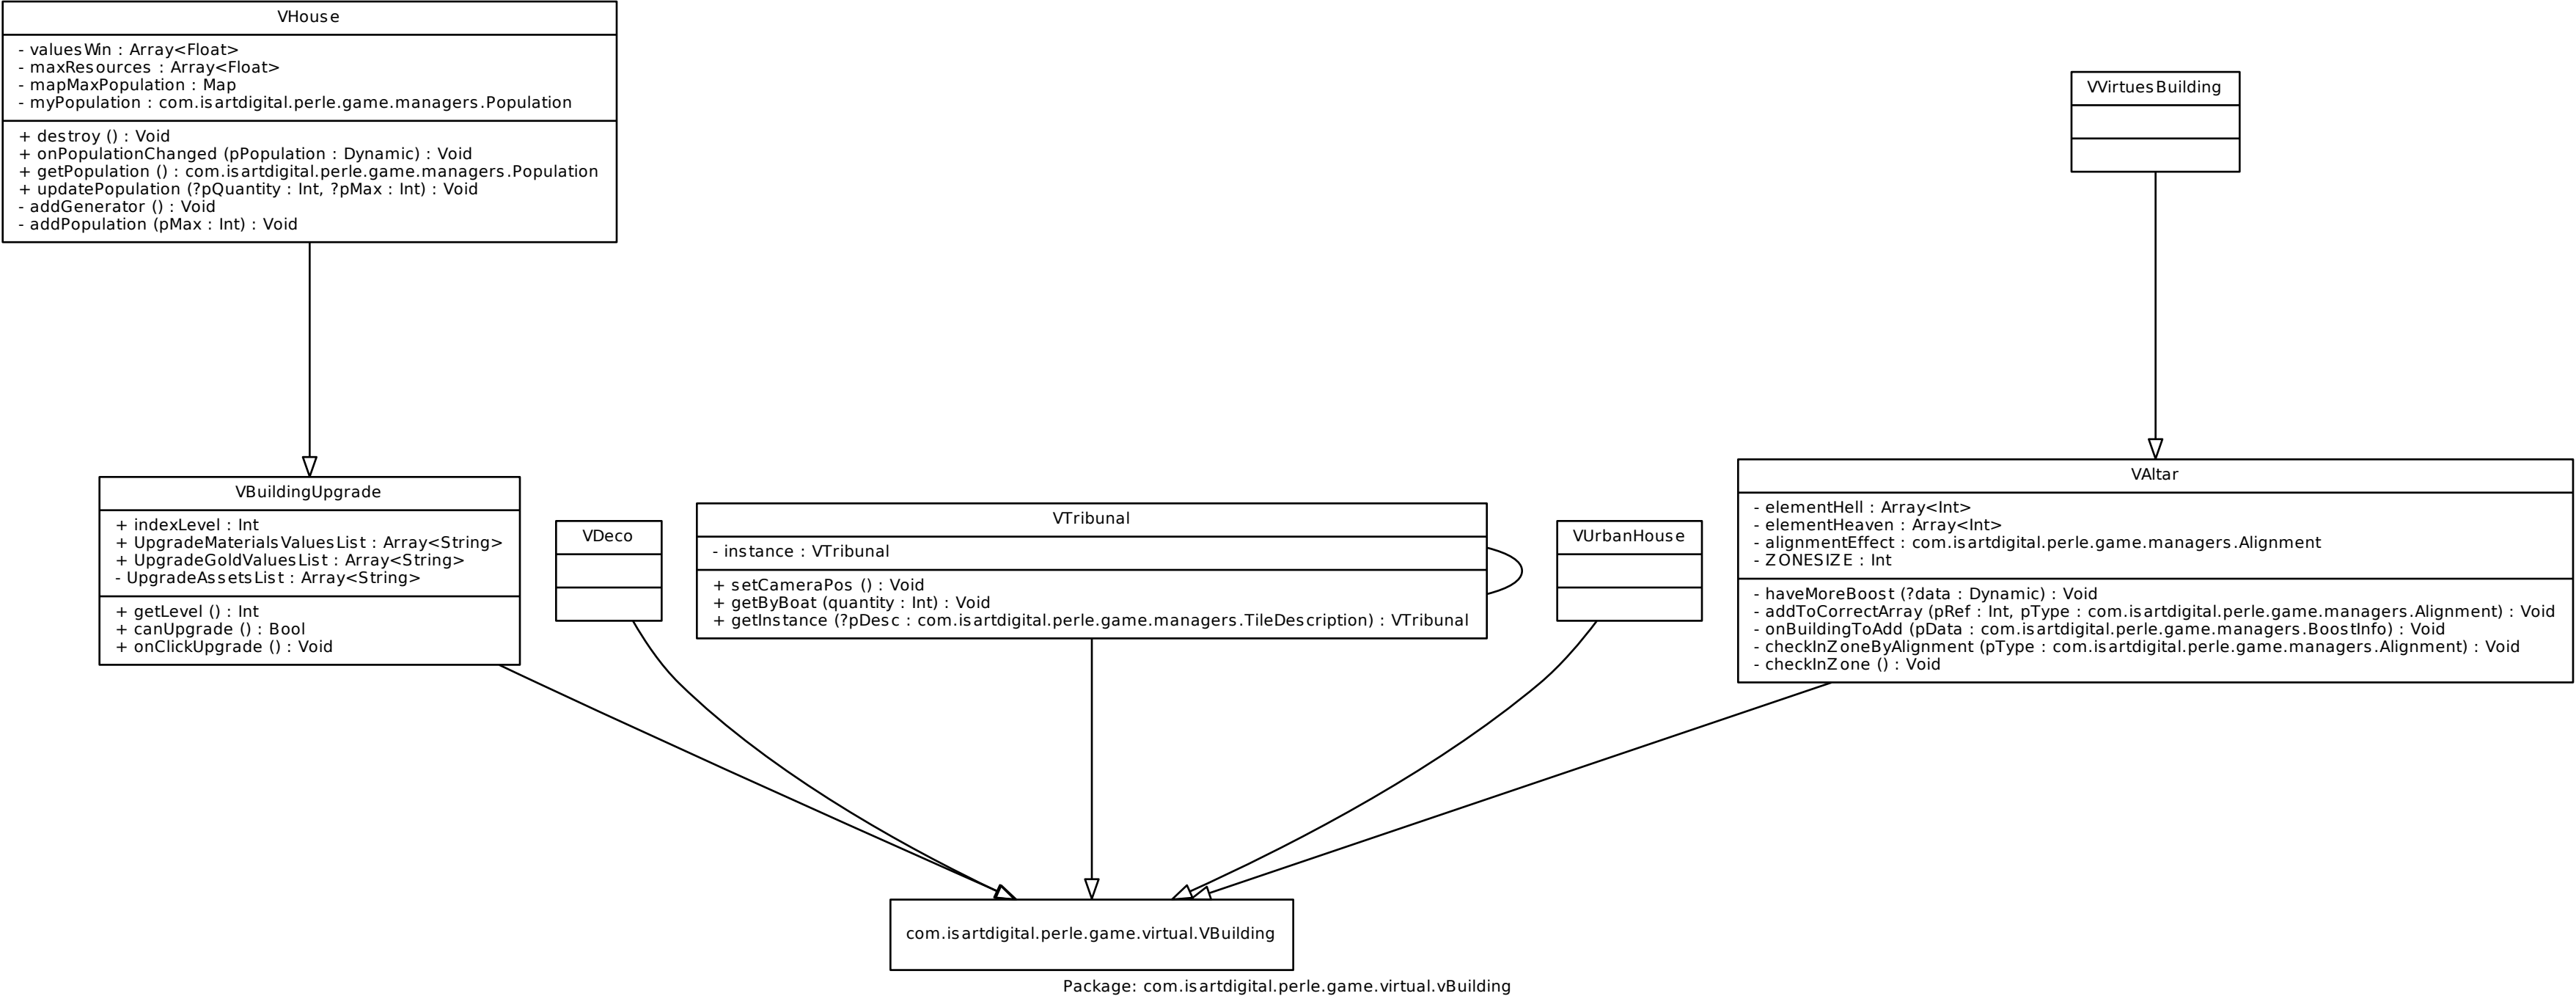 VHouse
- valuesWin : Array<Float>
- maxResources : Array<Float>
- mapMaxPopulation : Map
- myPopulation : com.isartdigital.perle.game.managers.Population
+ destroy () : Void
+ onPopulationChanged (pPopulation : Dynamic) : Void
+ getPopulation () : com.isartdigital.perle.game.managers.Population
+ updatePopulation (?pQuantity : Int, ?pMax : Int) : Void
- addGenerator () : Void
- addPopulation (pMax : Int) : Void
VVirtuesBuilding
VBuildingUpgrade
+ indexLevel : Int
+ UpgradeMaterialsValuesList : Array<String>
+ UpgradeGoldValuesList : Array<String>
- UpgradeAssetsList : Array<String>
+ getLevel () : Int
+ canUpgrade () : Bool
+ onClickUpgrade () : Void
VDeco
VTribunal
- instance : VTribunal
+ setCameraPos () : Void
+ getByBoat (quantity : Int) : Void
+ getInstance (?pDesc : com.isartdigital.perle.game.managers.TileDescription) : VTribunal
VUrbanHouse
VAltar
- elementHell : Array<Int>
- elementHeaven : Array<Int>
- alignmentEffect : com.isartdigital.perle.game.managers.Alignment
- ZONESIZE : Int
- haveMoreBoost (?data : Dynamic) : Void
- addToCorrectArray (pRef : Int, pType : com.isartdigital.perle.game.managers.Alignment) : Void
- onBuildingToAdd (pData : com.isartdigital.perle.game.managers.BoostInfo) : Void
- checkInZoneByAlignment (pType : com.isartdigital.perle.game.managers.Alignment) : Void
- checkInZone () : Void
com.isartdigital.perle.game.virtual.VBuilding
Package: com.isartdigital.perle.game.virtual.vBuilding